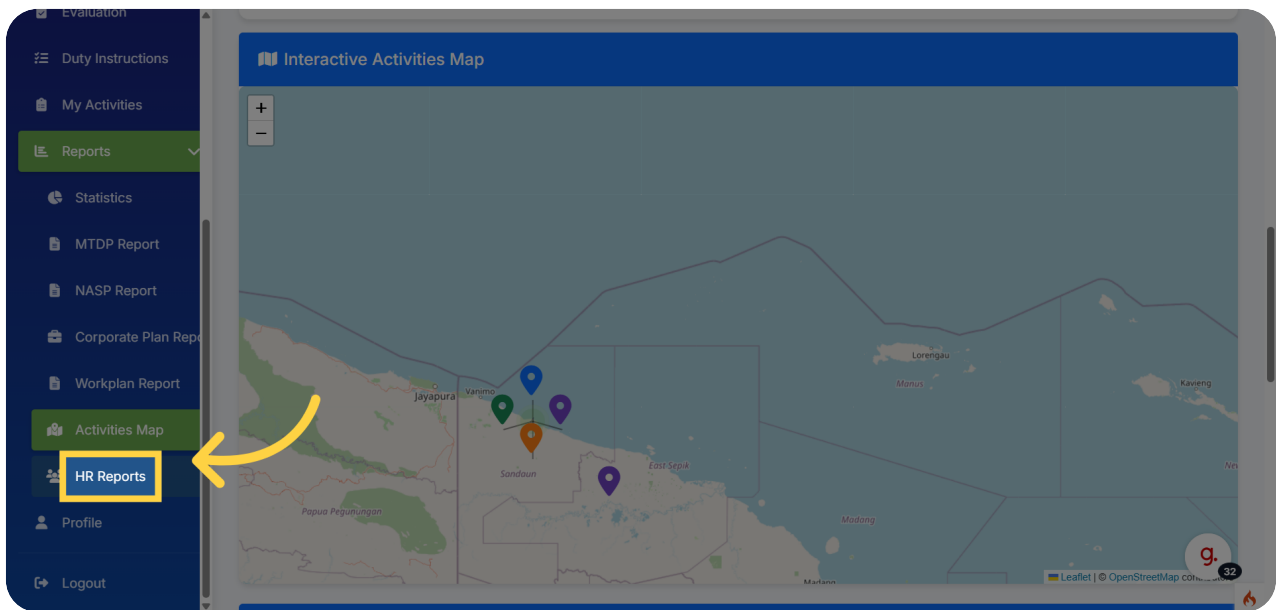 Evaluation
Duty Instructions
My Activities
Reports
Statistics
MTDP Report
NASP Report
Corporate Plan Repo
Workplan Report
Activities Map
HR Reports
Profile
Logout
Interactive Activities Map
+
−
Lorengau
Manus
Kavieng
Jayapura
Vanimo
Sandaun
East Sepik
New
Papua Pegunungan
Madang
Madang
g.
32
Leaflet | © OpenStreetMap contributors